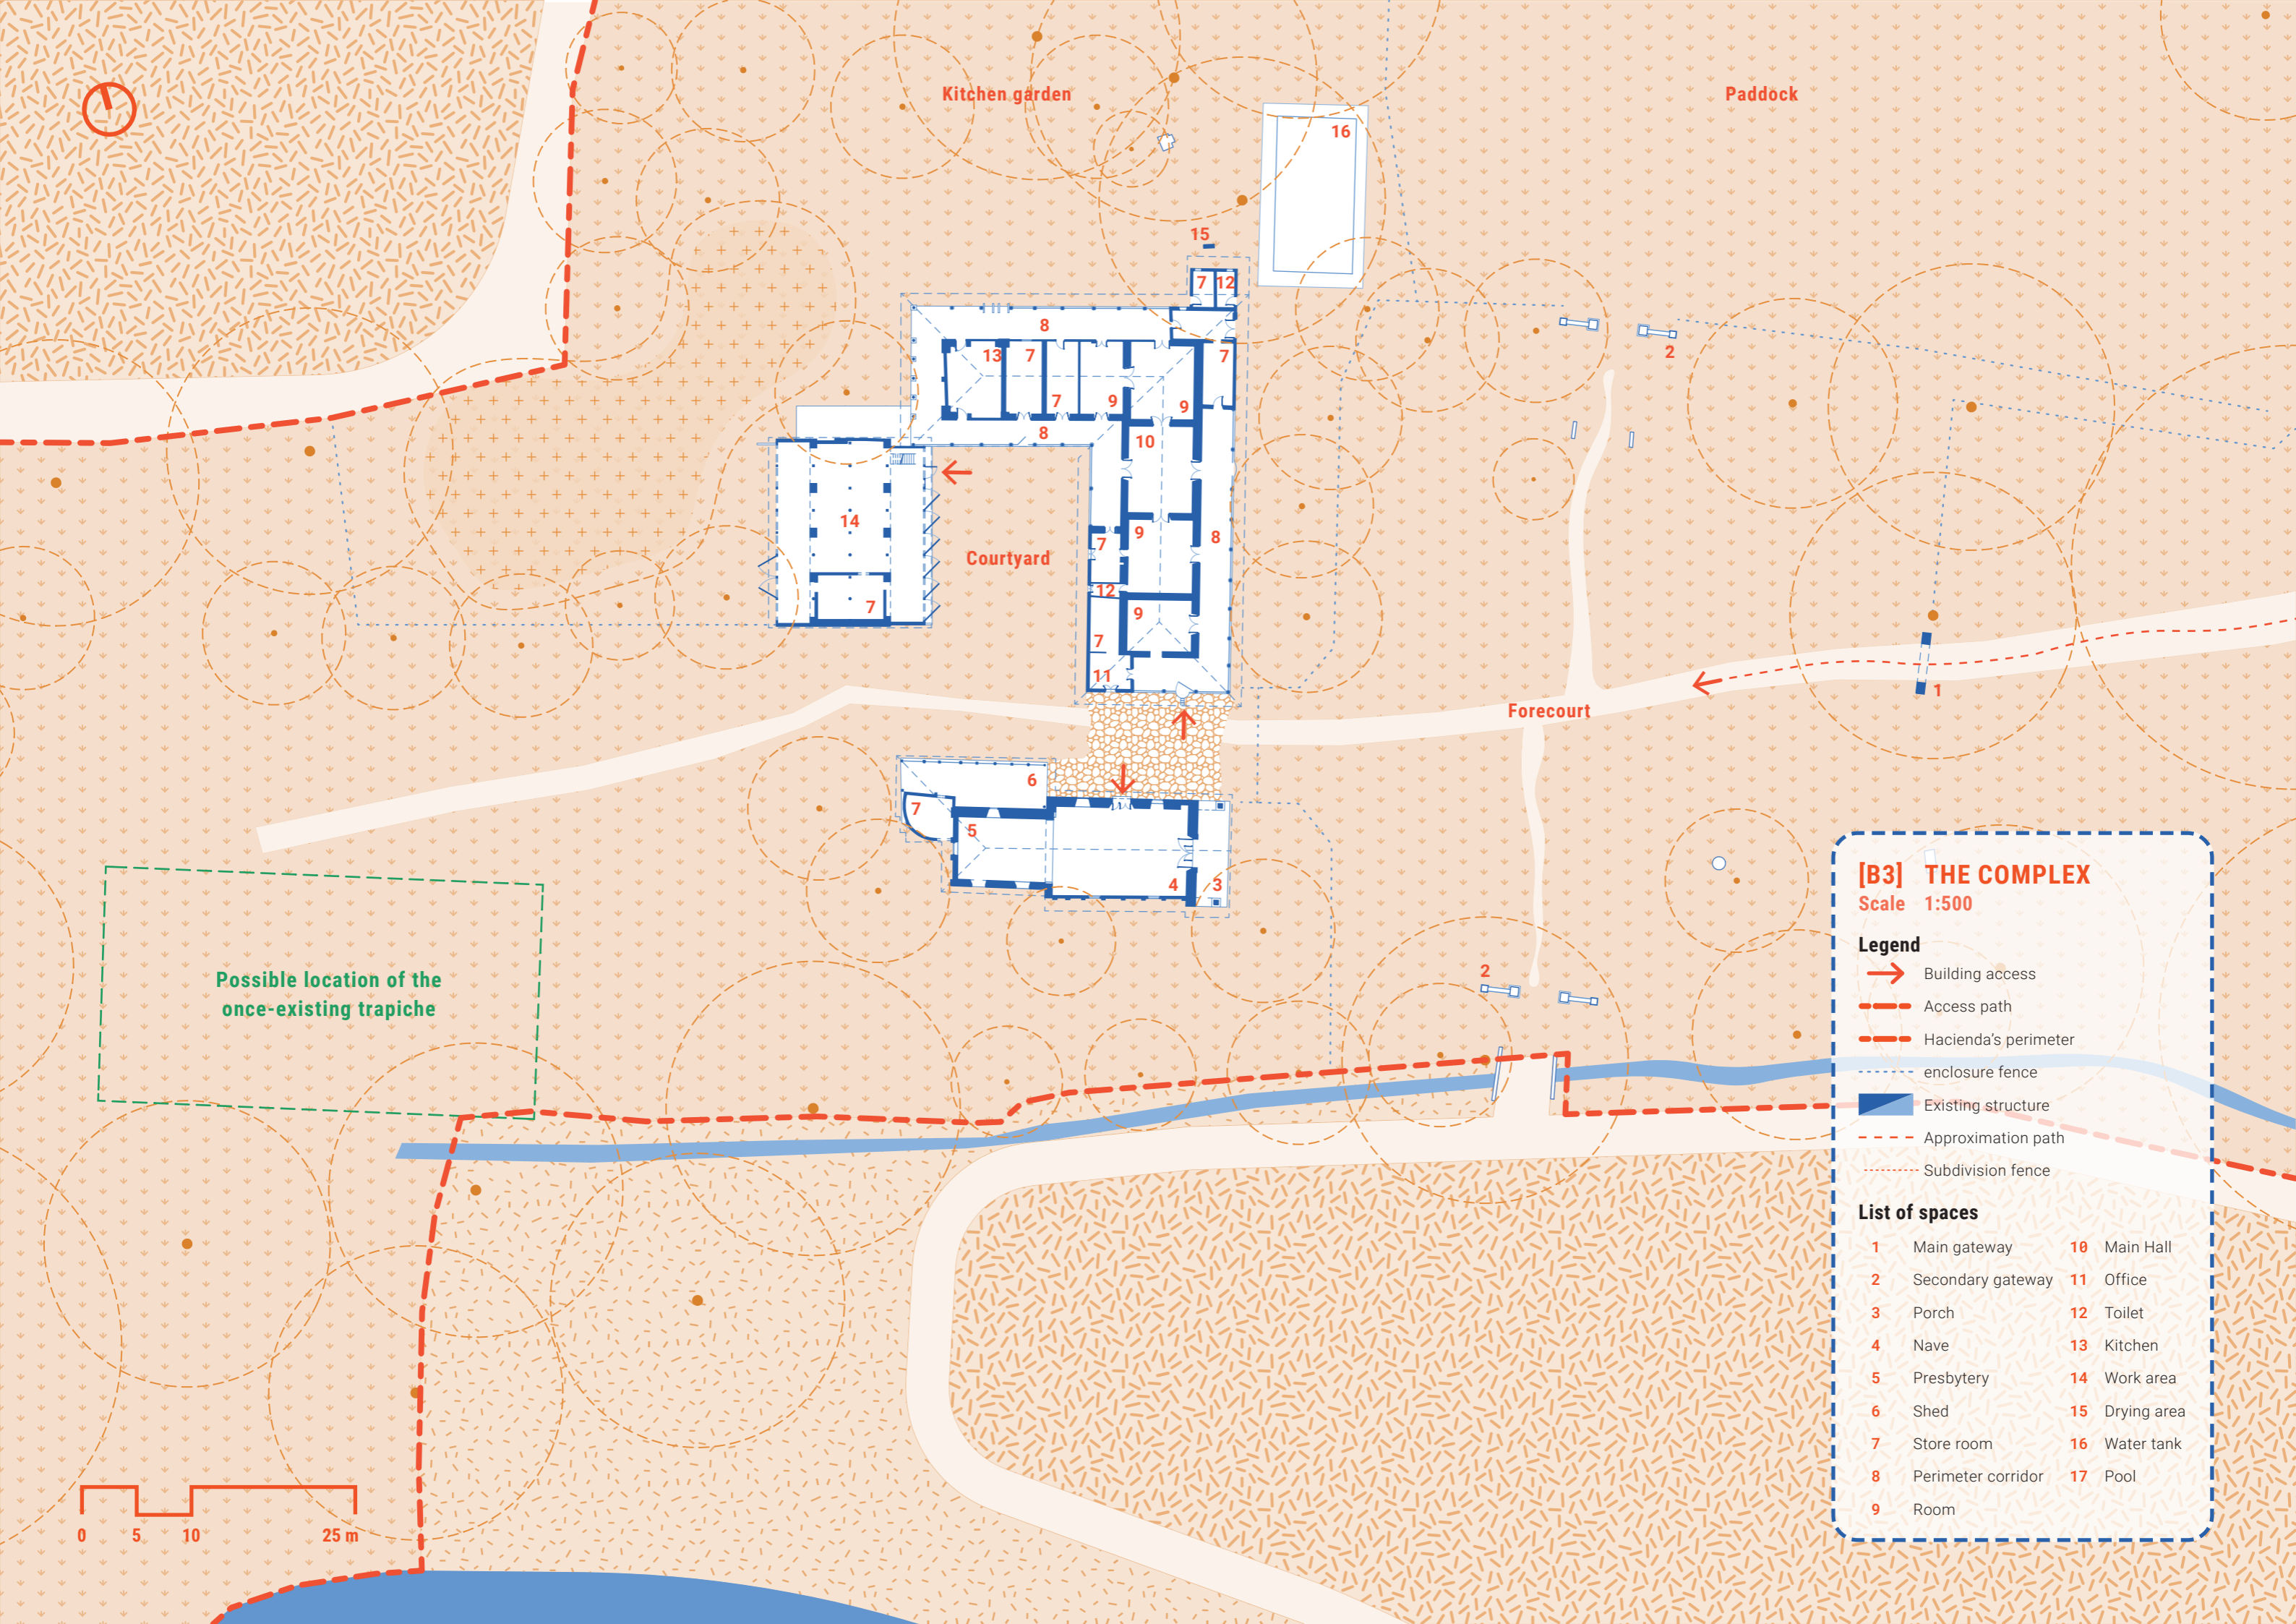 Kitchen garden
Paddock
16
15
7 12
8
13 7 7
7 9 9
8
10
2
14
Courtyard
7
9
8
12
7
9
7
11
1
Forecourt
6
7
5
4 3
2
Possible location of the
once-existing trapiche
0 5 10 25 m
[B3] THE COMPLEX
Scale 1:500
Legend
Building access
Access path
Hacienda’s perimeter
enclosure fence
Existing structure
Approximation path
Subdivision fence
List of spaces
1 Main gateway
2 Secondary gateway
3 Porch
4 Nave
5 Presbytery
6 Shed
7 Store room
8 Perimeter corridor
9 Room
10 Main Hall
11 Office
12 Toilet
13 Kitchen
14 Work area
15 Drying area
16 Water tank
17 Pool